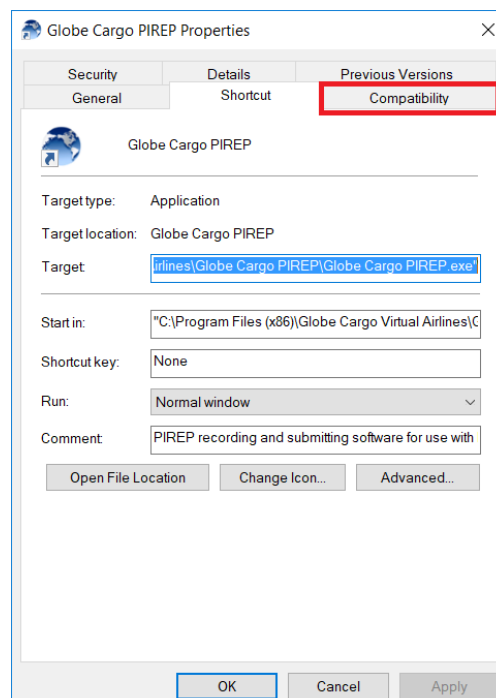 Globe Cargo PIREP Properties
Security Details Previous Versions
General Shortcut Compatibility
Globe Cargo PIREP
Target type: Application
Target location: Globe Cargo PIREP
Target: irlines\Globe Cargo PIREP\Globe Cargo PIREP.exe"
Start in: "C:\Program Files (x86)\Globe Cargo Virtual Airlines\G
Shortcut key: None
Run: Normal window
Comment: PIREP recording and submitting software for use with
Open File Location Change Icon... Advanced...
OK Cancel Apply